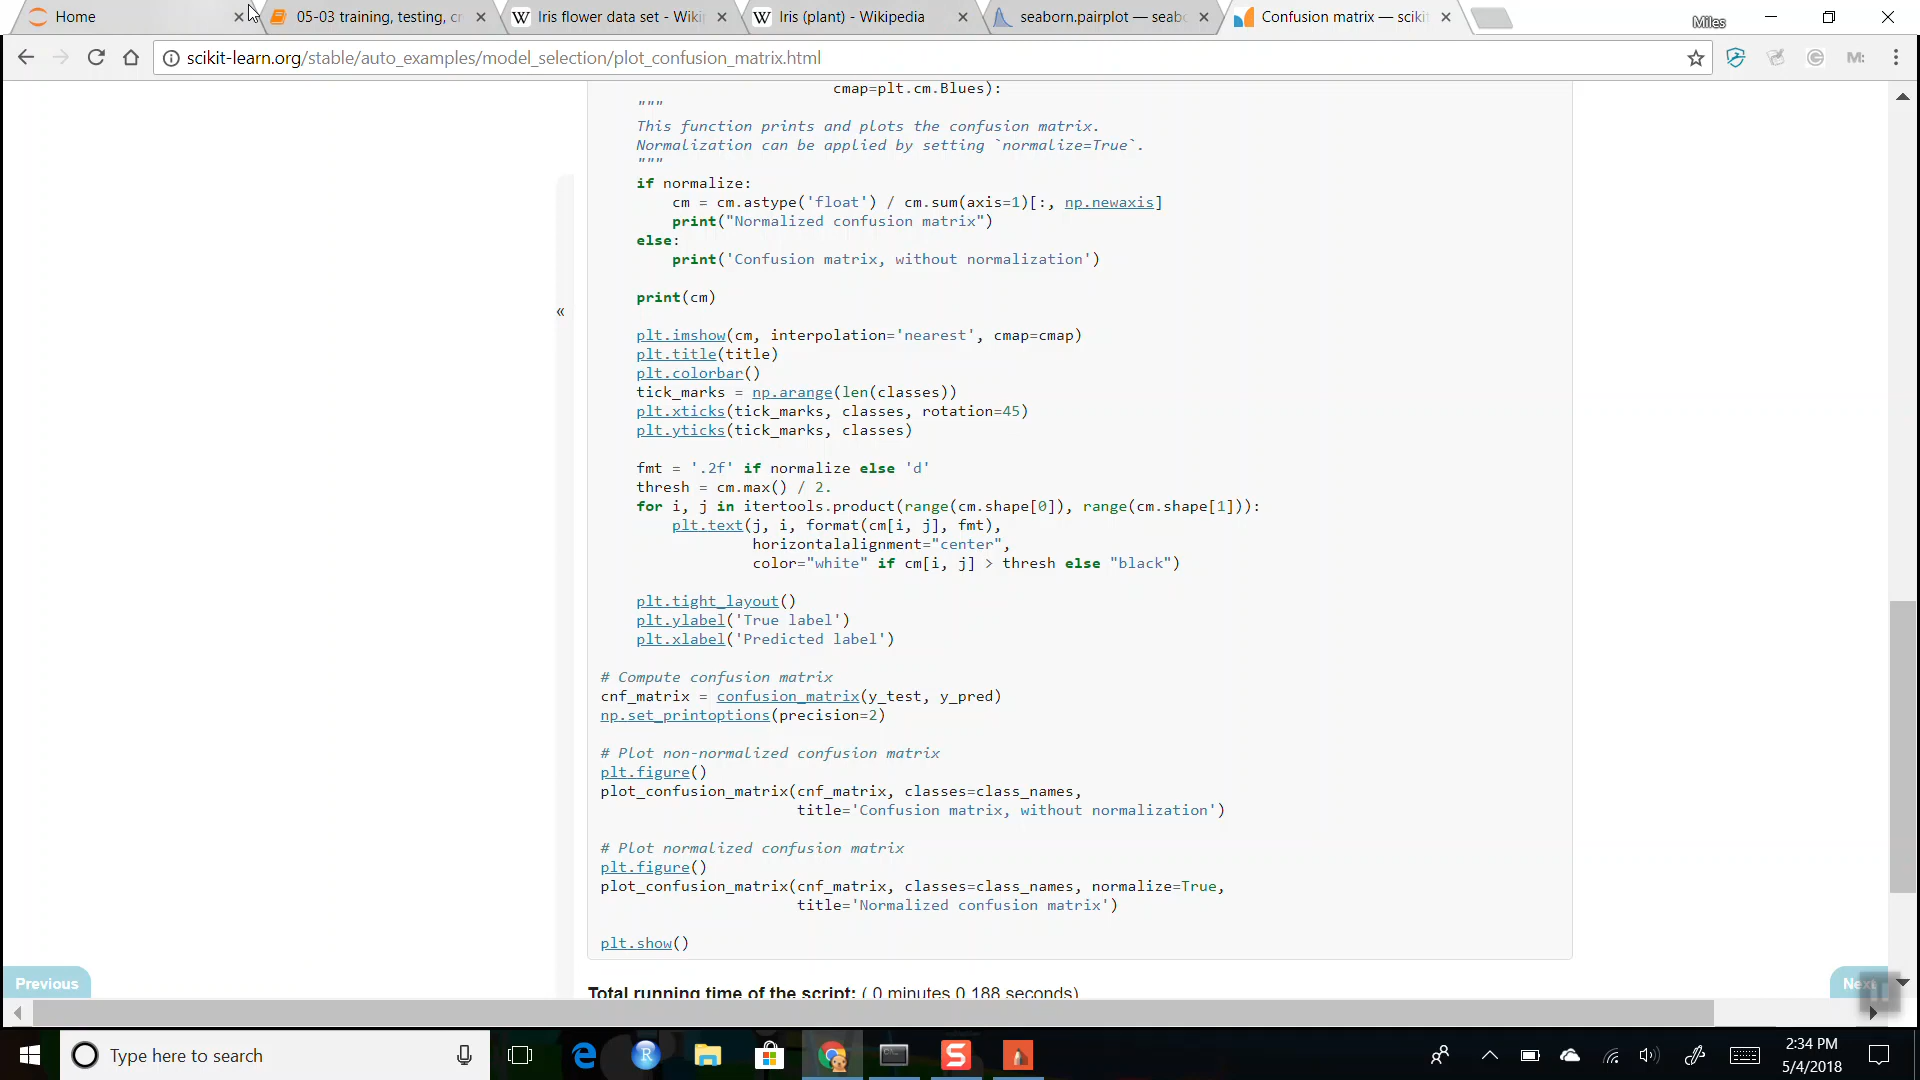 Home
05-03 training, testing, cr
Iris flower data set - Wiki
Iris (plant) - Wikipedia
seaborn.pairplot — seab
Confusion matrix — scikit
Miles
scikit-learn.org/stable/auto_examples/model_selection/plot_confusion_matrix.html
cmap=plt.cm.Blues):
"""
This function prints and plots the confusion matrix.
Normalization can be applied by setting `normalize=True`.
"""
if normalize:
cm = cm.astype('float') / cm.sum(axis=1)[:, np.newaxis]
print("Normalized confusion matrix")
else:
print('Confusion matrix, without normalization')
«
print(cm)
plt.imshow(cm, interpolation='nearest', cmap=cmap)
plt.title(title)
plt.colorbar()
tick_marks = np.arange(len(classes))
plt.xticks(tick_marks, classes, rotation=45)
plt.yticks(tick_marks, classes)
fmt = '.2f' if normalize else 'd'
thresh = cm.max() / 2.
for i, j in itertools.product(range(cm.shape[0]), range(cm.shape[1])):
plt.text(j, i, format(cm[i, j], fmt),
horizontalalignment="center",
color="white" if cm[i, j] > thresh else "black")
plt.tight_layout()
plt.ylabel('True label')
plt.xlabel('Predicted label')
# Compute confusion matrix
cnf_matrix = confusion_matrix(y_test, y_pred)
np.set_printoptions(precision=2)
# Plot non-normalized confusion matrix
plt.figure()
plot_confusion_matrix(cnf_matrix, classes=class_names,
title='Confusion matrix, without normalization')
# Plot normalized confusion matrix
plt.figure()
plot_confusion_matrix(cnf_matrix, classes=class_names, normalize=True,
title='Normalized confusion matrix')
plt.show()
Previous
Next
Total running time of the script: ( 0 minutes 0.188 seconds)
Type here to search
2:34 PM
5/4/2018